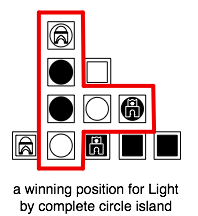 a winning position for Light
by complete circle island